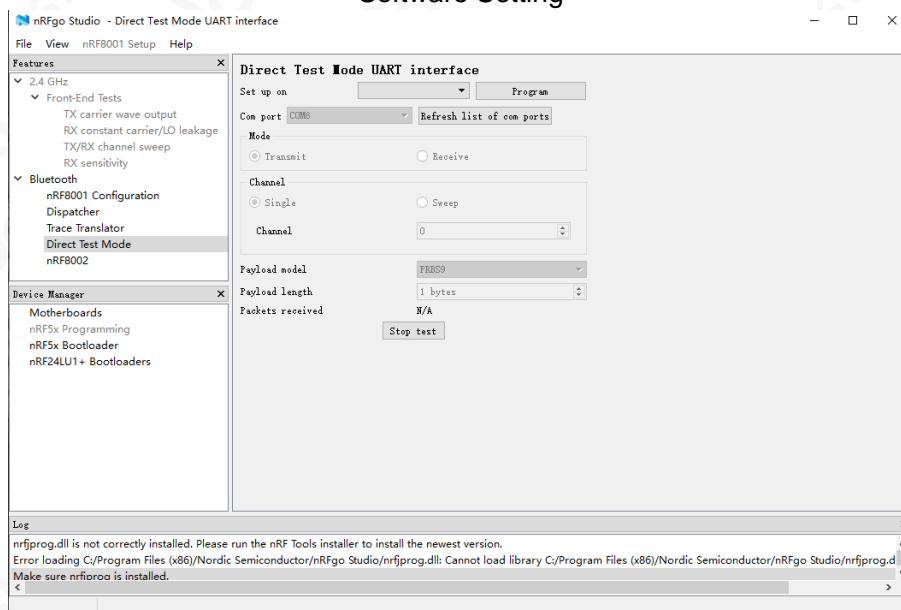 Software Setting
nRFgo Studio - Direct Test Mode UART interface
File View nRF8001 Setup Help
Features
2.4 GHz
Front-End Tests
TX carrier wave output
RX constant carrier/LO leakage
TX/RX channel sweep
RX sensitivity
Bluetooth
nRF8001 Configuration
Dispatcher
Trace Translator
Direct Test Mode
nRF8002
Device Manager
Motherboards
nRF5x Programming
nRF5x Bootloader
nRF24LU1+ Bootloaders
Direct Test Mode UART interface
Set up on Program
Com port COM6 Refresh list of com ports
Mode
Transmit Receive
Channel
Single Sweep
Channel 0
Payload model PRBS9
Payload length 1 bytes
Packets received N/A
Stop test
Log
nrfjprog.dll is not correctly installed. Please run the nRF Tools installer to install the newest version.
Error loading C:/Program Files (x86)/Nordic Semiconductor/nRFgo Studio/nrfjprog.dll: Cannot load library C:/Program Files (x86)/Nordic Semiconductor/nRFgo Studio/nrfjprog.d
Make sure nrfjprog is installed.